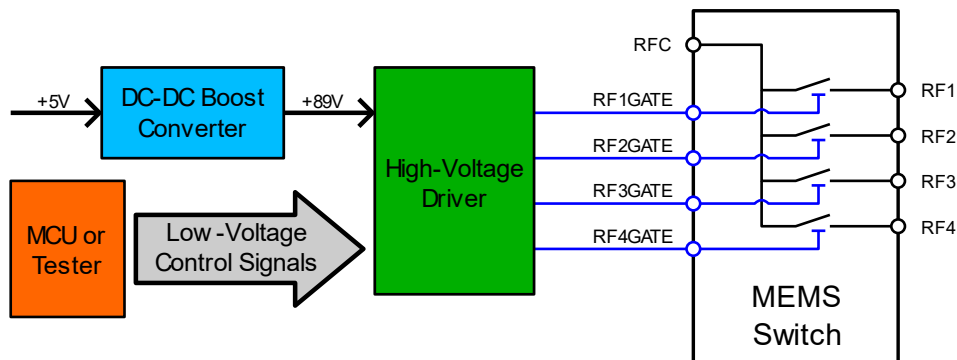 +5V
DC-DC Boost
Converter
+89V
MCU or
Tester
Low-Voltage
Control Signals
High-Voltage
Driver
RF1GATE
RF2GATE
RF3GATE
RF4GATE
RFC
RF1
RF2
RF3
RF4
MEMS
Switch